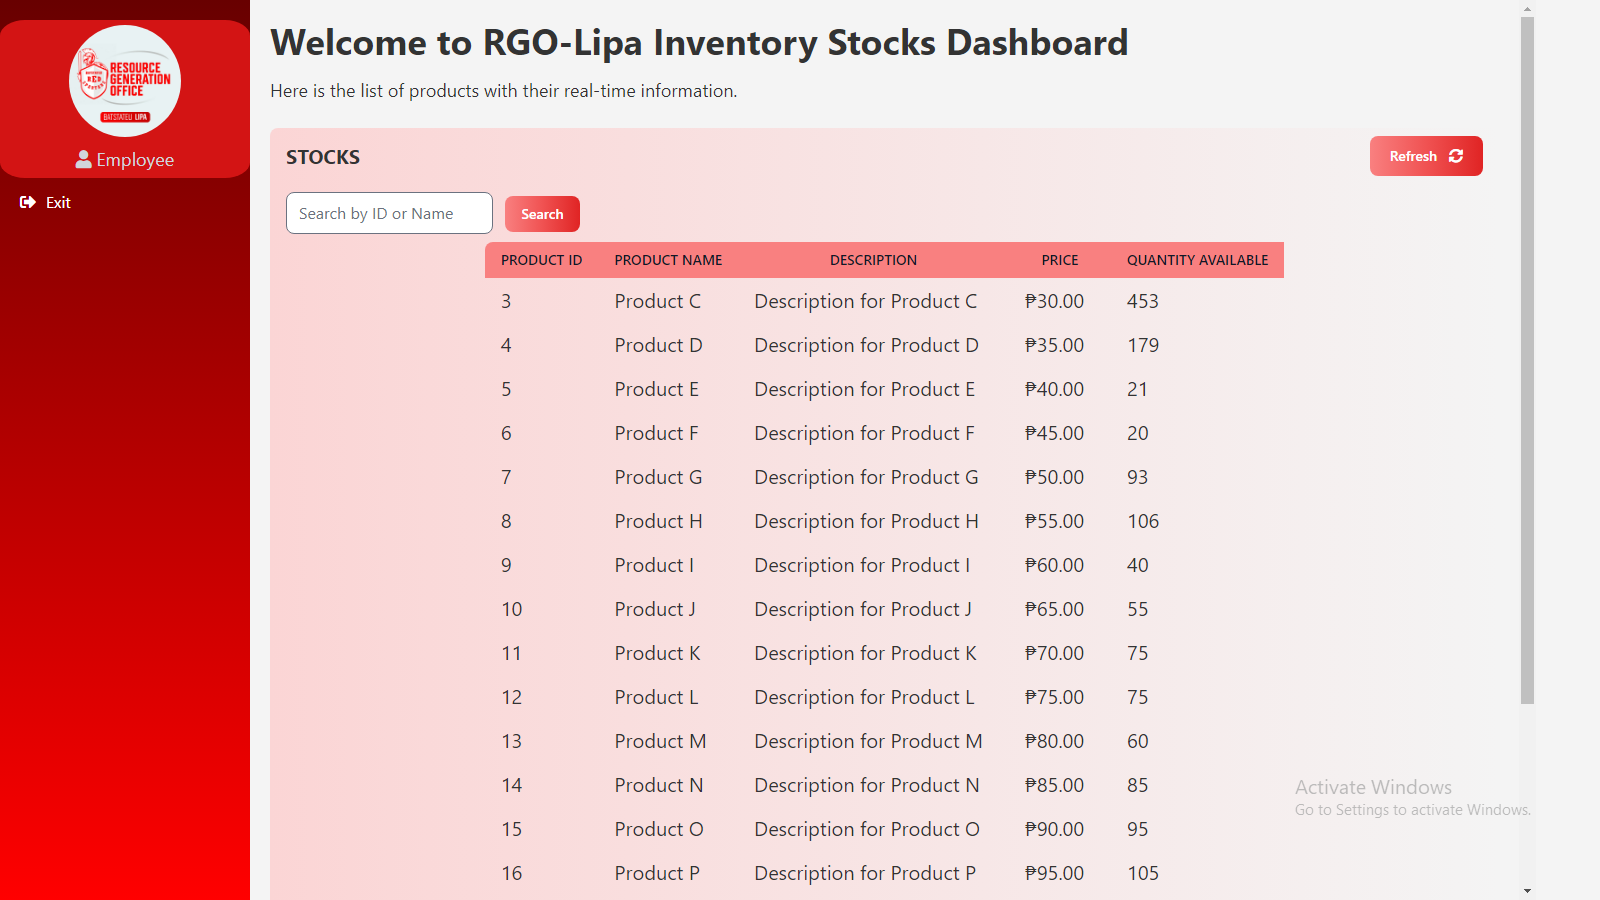 RESOURCE
GENERATION
OFFICE
RED
BATSTATEU LIPA
Employee
Exit
Welcome to RGO-Lipa Inventory Stocks Dashboard
Here is the list of products with their real-time information.
STOCKS
Refresh
Search by ID or Name
Search
PRODUCT ID PRODUCT NAME DESCRIPTION PRICE QUANTITY AVAILABLE
3 Product C Description for Product C ₱30.00 453
4 Product D Description for Product D ₱35.00 179
5 Product E Description for Product E ₱40.00 21
6 Product F Description for Product F ₱45.00 20
7 Product G Description for Product G ₱50.00 93
8 Product H Description for Product H ₱55.00 106
9 Product I Description for Product I ₱60.00 40
10 Product J Description for Product J ₱65.00 55
11 Product K Description for Product K ₱70.00 75
12 Product L Description for Product L ₱75.00 75
13 Product M Description for Product M ₱80.00 60
14 Product N Description for Product N ₱85.00 85
15 Product O Description for Product O ₱90.00 95
16 Product P Description for Product P ₱95.00 105
Activate Windows
Go to Settings to activate Windows.